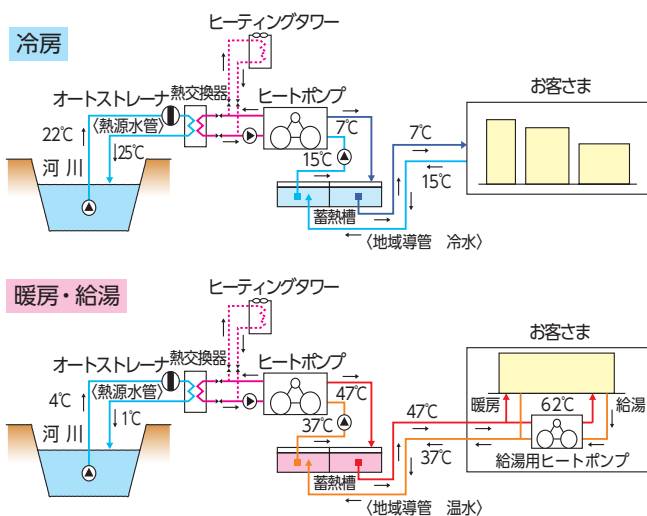 冷房
ヒーティングタワー
オートストレーナ
熱交換器
ヒートポンプ
お客さま
〈熱源水管〉
22℃
25℃
河川
7℃
15℃
7℃
15℃
蓄熱槽
〈地域導管 冷水〉
暖房・給湯
ヒーティングタワー
オートストレーナ
熱交換器
ヒートポンプ
お客さま
〈熱源水管〉
4℃
1℃
河川
47℃
37℃
47℃
37℃
暖房
62℃
給湯
給湯用ヒートポンプ
蓄熱槽
〈地域導管 温水〉